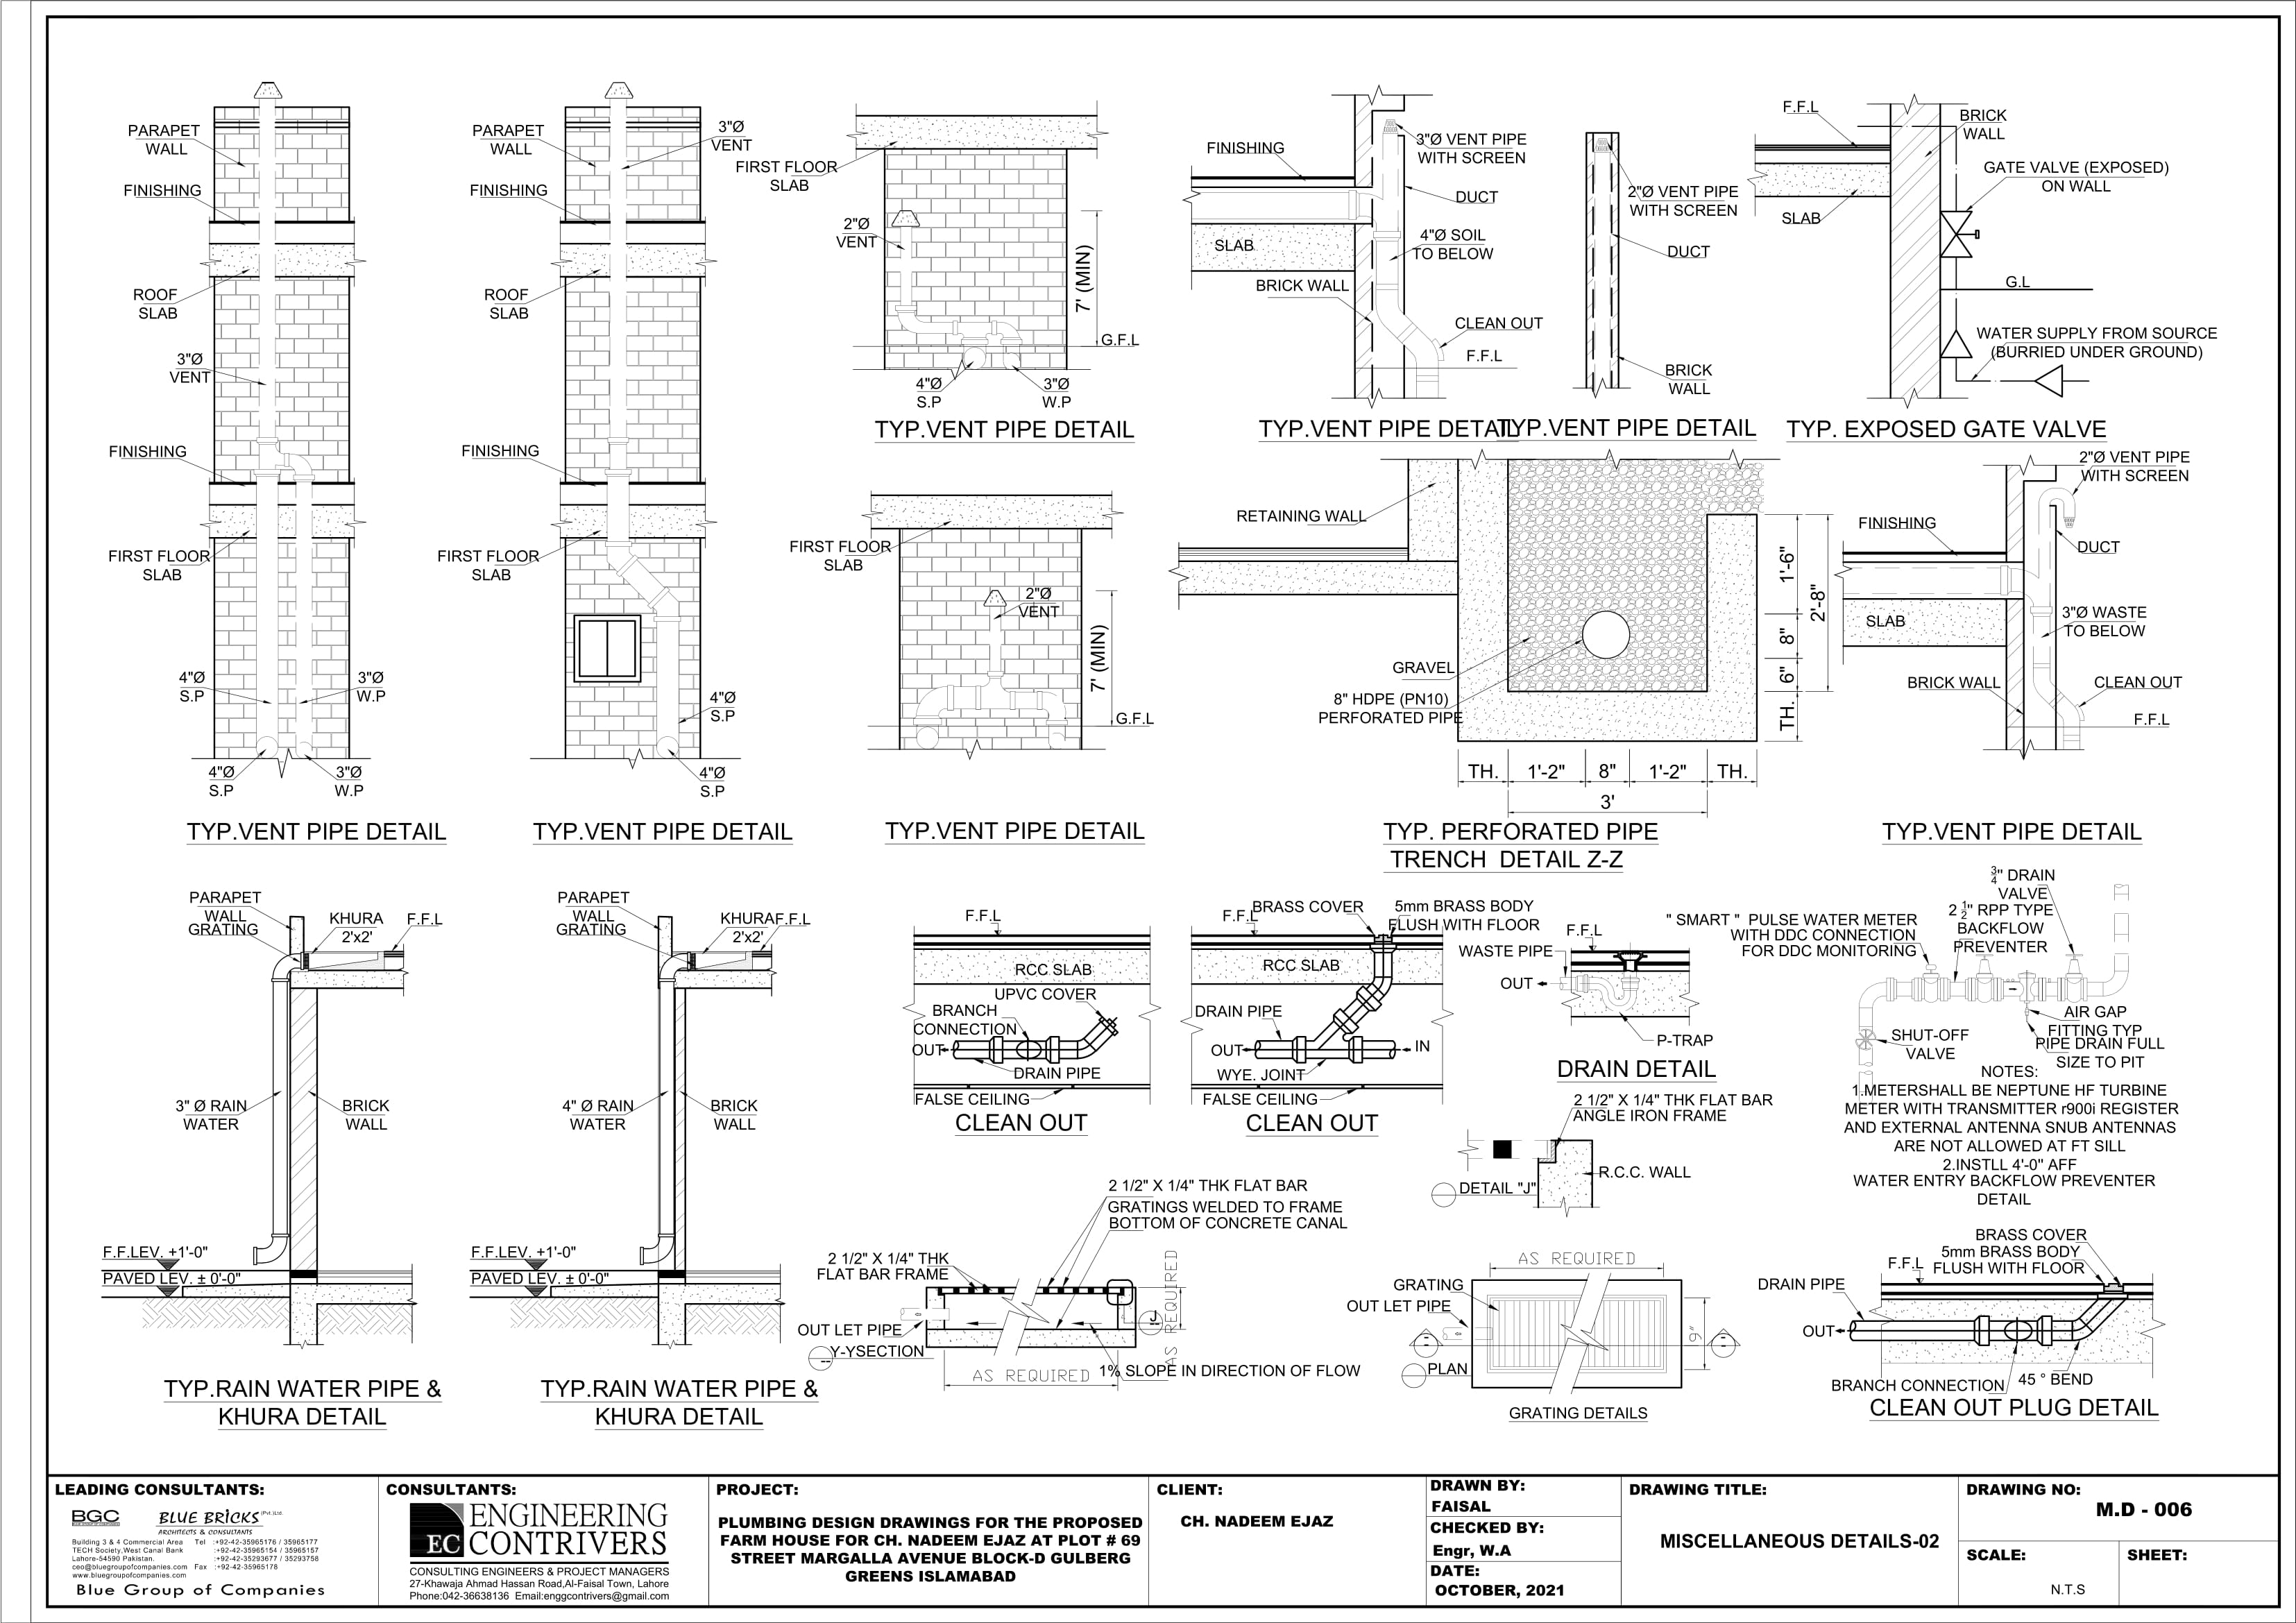 PARAPET
WALL
FINISHING
ROOF
SLAB
3"Ø
VENT
FINISHING
FIRST FLOOR
SLAB
4"Ø
S.P
3"Ø
W.P
4"Ø
S.P
3"Ø
W.P
TYP.VENT PIPE DETAIL
PARAPET
WALL
3"Ø
VENT
FINISHING
ROOF
SLAB
FINISHING
FIRST FLOOR
SLAB
4"Ø
S.P
4"Ø
S.P
TYP.VENT PIPE DETAIL
FIRST FLOOR
SLAB
2"Ø
VENT
7' (MIN)
G.F.L
4"Ø
S.P
3"Ø
W.P
TYP.VENT PIPE DETAIL
FIRST FLOOR
SLAB
2"Ø
VENT
7' (MIN)
G.F.L
TYP.VENT PIPE DETAIL
FINISHING
3"Ø VENT PIPE
WITH SCREEN
DUCT
SLAB
4"Ø SOIL
TO BELOW
BRICK WALL
CLEAN OUT
F.F.L
TYP.VENT PIPE DETAIL
2"Ø VENT PIPE
WITH SCREEN
DUCT
BRICK
WALL
TYP.VENT PIPE DETAIL
F.F.L
BRICK
WALL
GATE VALVE (EXPOSED)
ON WALL
SLAB
G.L
WATER SUPPLY FROM SOURCE
(BURRIED UNDER GROUND)
TYP. EXPOSED GATE VALVE
RETAINING WALL
GRAVEL
8" HDPE (PN10)
PERFORATED PIPE
1'-6"
2'-8"
8"
6"
TH.
TH.
1'-2"
8"
1'-2"
TH.
3'
TYP. PERFORATED PIPE
TRENCH DETAIL Z-Z
2"Ø VENT PIPE
WITH SCREEN
FINISHING
DUCT
SLAB
3"Ø WASTE
TO BELOW
BRICK WALL
CLEAN OUT
F.F.L
TYP.VENT PIPE DETAIL
PARAPET
WALL
GRATING
KHURA
2'x2'
F.F.L
3" Ø RAIN
WATER
BRICK
WALL
F.F.LEV. +1'-0"
PAVED LEV. ± 0'-0"
TYP.RAIN WATER PIPE &
KHURA DETAIL
PARAPET
WALL
GRATING
KHURA
2'x2'
F.F.L
4" Ø RAIN
WATER
BRICK
WALL
F.F.LEV. +1'-0"
PAVED LEV. ± 0'-0"
TYP.RAIN WATER PIPE &
KHURA DETAIL
F.F.L
RCC SLAB
UPVC COVER
BRANCH
CONNECTION
OUT
DRAIN PIPE
FALSE CEILING
CLEAN OUT
F.F.L
BRASS COVER
5mm BRASS BODY
FLUSH WITH FLOOR
RCC SLAB
DRAIN PIPE
OUT
IN
WYE. JOINT
FALSE CEILING
CLEAN OUT
F.F.L
WASTE PIPE
OUT
P-TRAP
DRAIN DETAIL
2 1/2" X 1/4" THK FLAT BAR
ANGLE IRON FRAME
R.C.C. WALL
DETAIL "J"
3/4" DRAIN
VALVE
2 1/2" RPP TYPE
BACKFLOW
PREVENTER
" SMART " PULSE WATER METER
WITH DDC CONNECTION
FOR DDC MONITORING
AIR GAP
FITTING TYP
PIPE DRAIN FULL
SIZE TO PIT
SHUT-OFF
VALVE
NOTES:
1.METERSHALL BE NEPTUNE HF TURBINE
METER WITH TRANSMITTER r900i REGISTER
AND EXTERNAL ANTENNA SNUB ANTENNAS
ARE NOT ALLOWED AT FT SILL
2.INSTLL 4'-0" AFF
WATER ENTRY BACKFLOW PREVENTER
DETAIL
2 1/2" X 1/4" THK FLAT BAR
GRATINGS WELDED TO FRAME
BOTTOM OF CONCRETE CANAL
2 1/2" X 1/4" THK
FLAT BAR FRAME
OUT LET PIPE
Y-YSECTION
AS REQUIRED
J
AS REQUIRED
1% SLOPE IN DIRECTION OF FLOW
AS REQUIRED
GRATING
OUT LET PIPE
9"
PLAN
GRATING DETAILS
BRASS COVER
5mm BRASS BODY
FLUSH WITH FLOOR
F.F.L
DRAIN PIPE
OUT
BRANCH CONNECTION
45 ° BEND
CLEAN OUT PLUG DETAIL
LEADING CONSULTANTS:
BGC
BLUE BRICKS (Pvt.)Ltd.
ARCHITECTS & CONSULTANTS
Building 3 & 4 Commercial Area Tel :+92-42-35965176 / 35965177
TECH Society,West Canal Bank :+92-42-35965154 / 35965157
Lahore-54590 Pakistan. :+92-42-35293677 / 35293758
ceo@bluegroupofcompanies.com Fax :+92-42-35965178
www.bluegroupofcompanies.com
Blue Group of Companies
CONSULTANTS:
EC
ENGINEERING
CONTRIVERS
CONSULTING ENGINEERS & PROJECT MANAGERS
27-Khawaja Ahmad Hassan Road,Al-Faisal Town, Lahore
Phone:042-36638136 Email:enggcontrivers@gmail.com
PROJECT:
PLUMBING DESIGN DRAWINGS FOR THE PROPOSED
FARM HOUSE FOR CH. NADEEM EJAZ AT PLOT # 69
STREET MARGALLA AVENUE BLOCK-D GULBERG
GREENS ISLAMABAD
CLIENT:
CH. NADEEM EJAZ
DRAWN BY:
FAISAL
CHECKED BY:
Engr, W.A
DATE:
OCTOBER, 2021
DRAWING TITLE:
MISCELLANEOUS DETAILS-02
DRAWING NO:
M.D - 006
SCALE:
N.T.S
SHEET: